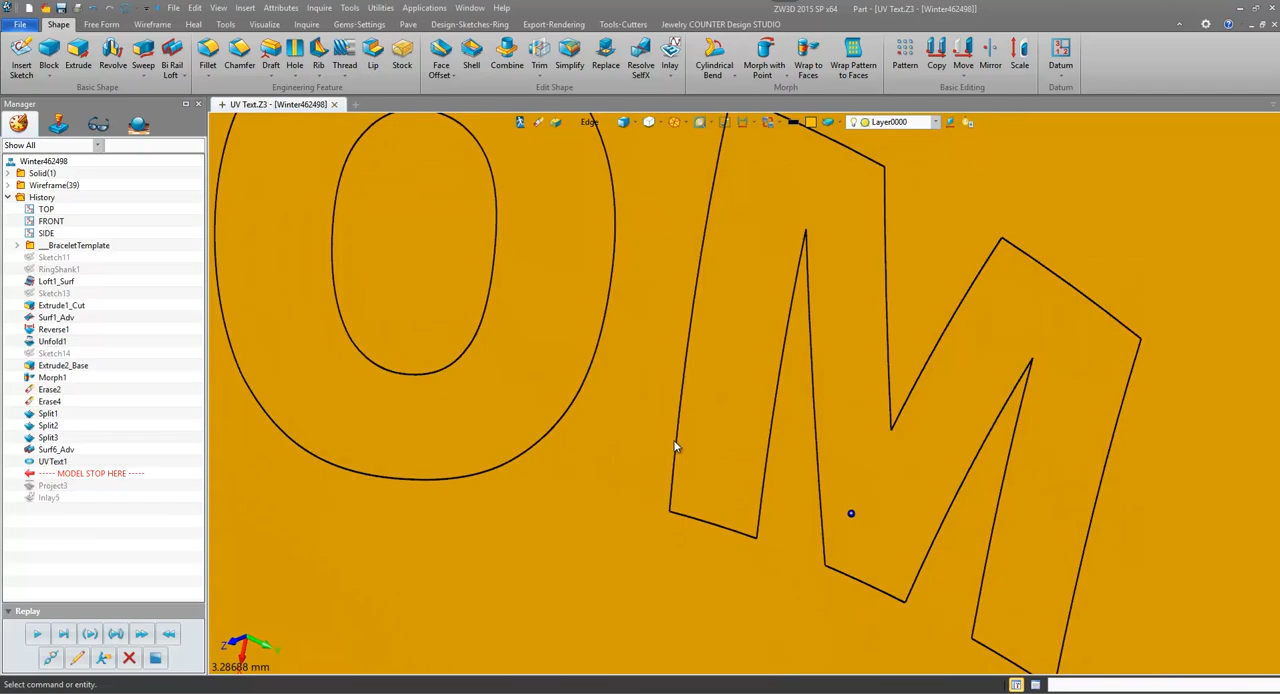 File Edit View Insert Attributes Inquire Tools Utilities Applications Window Help ZW3D 2015 SP x64 Part - [UV Text.Z3 - [Winter462498]]
File Shape Free Form Wireframe Heal Tools Visualize Inquire Gems-Settings Pave Design-Sketches-Ring Export-Rendering Tools-Cutters Jewelry COUNTER Design STUDIO
Insert Sketch Block Extrude Revolve Sweep Bi Rail Loft Fillet Chamfer Draft Hole Rib Thread Lip Stock Face Offset Shell Combine Trim Simplify Replace Resolve SelfX Inlay Cylindrical Bend Morph with Point Wrap to Faces Wrap Pattern to Faces Pattern Copy Move Mirror Scale Datum
Basic Shape Engineering Feature Edit Shape Morph Basic Editing Datum
Manager UV Text.Z3 - [Winter462498]
Edge Layer0000
Show All
Winter462498
Solid(1)
Wireframe(39)
History
TOP
FRONT
SIDE
___BraceletTemplate
Sketch11
RingShank1
Loft1_Surf
Sketch13
Extrude1_Cut
Surf1_Adv
Reverse1
Unfold1
Sketch14
Extrude2_Base
Morph1
Erase2
Erase4
Split1
Split2
Split3
Surf6_Adv
UVText1
----- MODEL STOP HERE -----
Project3
Inlay5
OM
Replay
Z
3.28688 mm
Select command or entity.